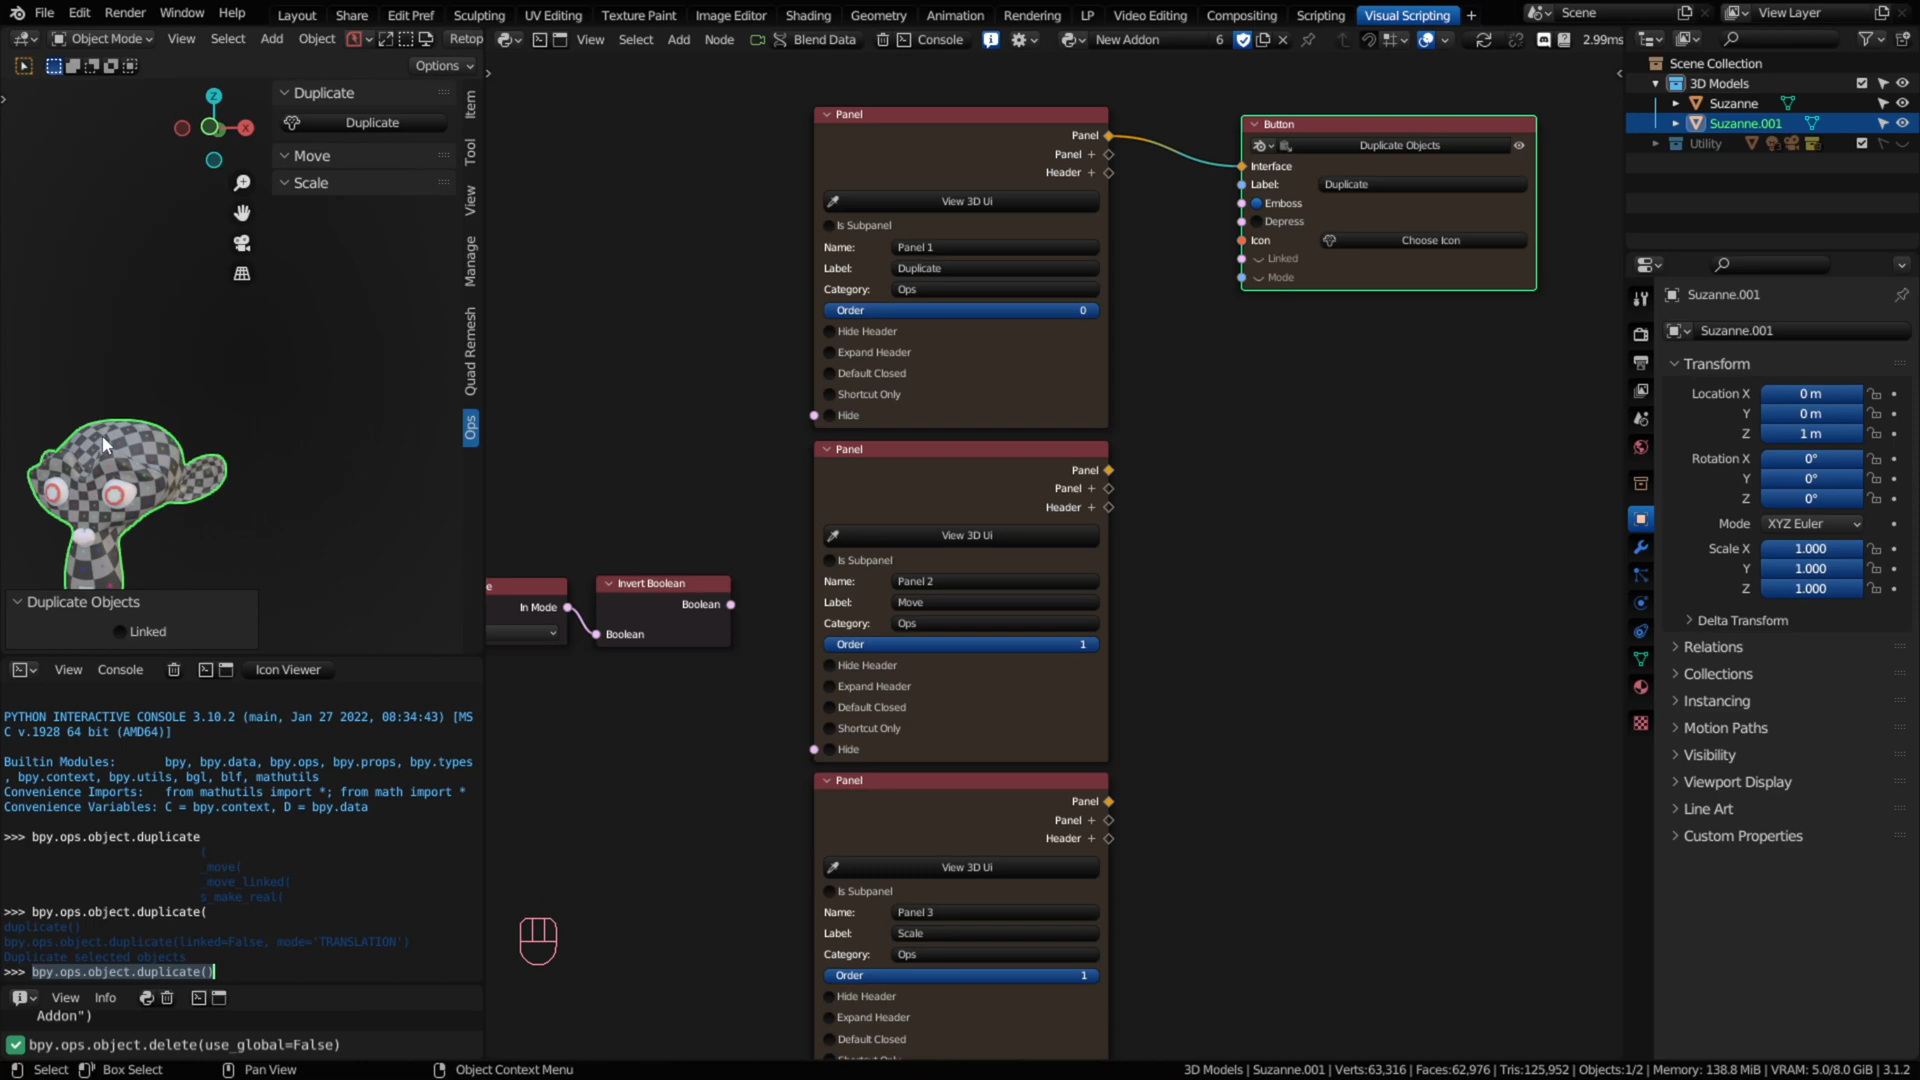 File Edit Render Window Help Layout Share Edit Pref Sculpting UV Editing Texture Paint Image Editor Shading Geometry Animation Rendering LP Video Editing Compositing Scripting Visual Scripting + Scene View Layer
Object Mode View Select Add Object Retop View Select Add Node Blend Data Console New Addon 6 2.99ms
Options
Duplicate
Duplicate
Move
Scale
Z
X
Item
Tool
View
Manage
Quad Remesh
Ops
Duplicate Objects
Linked
View Console Icon Viewer
PYTHON INTERACTIVE CONSOLE 3.10.2 (main, Jan 27 2022, 08:34:43) [MS
C v.1928 64 bit (AMD64)]
Builtin Modules: bpy, bpy.data, bpy.ops, bpy.props, bpy.types
, bpy.context, bpy.utils, bgl, blf, mathutils
Convenience Imports: from mathutils import *; from math import *
Convenience Variables: C = bpy.context, D = bpy.data
>>> bpy.ops.object.duplicate
(
_move(
_move_linked(
s_make_real(
>>> bpy.ops.object.duplicate(
duplicate()
bpy.ops.object.duplicate(linked=False, mode='TRANSLATION')
Duplicate selected objects
>>> bpy.ops.object.duplicate()
View Info
Addon")
bpy.ops.object.delete(use_global=False)
e
In Mode
Invert Boolean
Boolean
Boolean
Panel
Panel
Panel +
Header +
View 3D Ui
Is Subpanel
Name: Panel 1
Label: Duplicate
Category: Ops
Order 0
Hide Header
Expand Header
Default Closed
Shortcut Only
Hide
Panel
Panel
Panel +
Header +
View 3D Ui
Is Subpanel
Name: Panel 2
Label: Move
Category: Ops
Order 1
Hide Header
Expand Header
Default Closed
Shortcut Only
Hide
Panel
Panel
Panel +
Header +
View 3D Ui
Is Subpanel
Name: Panel 3
Label: Scale
Category: Ops
Order 1
Hide Header
Expand Header
Default Closed
Button
Duplicate Objects
Interface
Label: Duplicate
Emboss
Depress
Icon Choose Icon
Linked
Mode
Scene Collection
3D Models
Suzanne
Suzanne.001
Utility
Suzanne.001
Suzanne.001
Transform
Location X 0 m
Y 0 m
Z 1 m
Rotation X 0°
Y 0°
Z 0°
Mode XYZ Euler
Scale X 1.000
Y 1.000
Z 1.000
Delta Transform
Relations
Collections
Instancing
Motion Paths
Visibility
Viewport Display
Line Art
Custom Properties
Select Box Select Pan View Object Context Menu 3D Models | Suzanne.001 | Verts:63,316 | Faces:62,976 | Tris:125,952 | Objects:1/2 | Memory: 138.8 MiB | VRAM: 5.0/8.0 GiB | 3.1.2